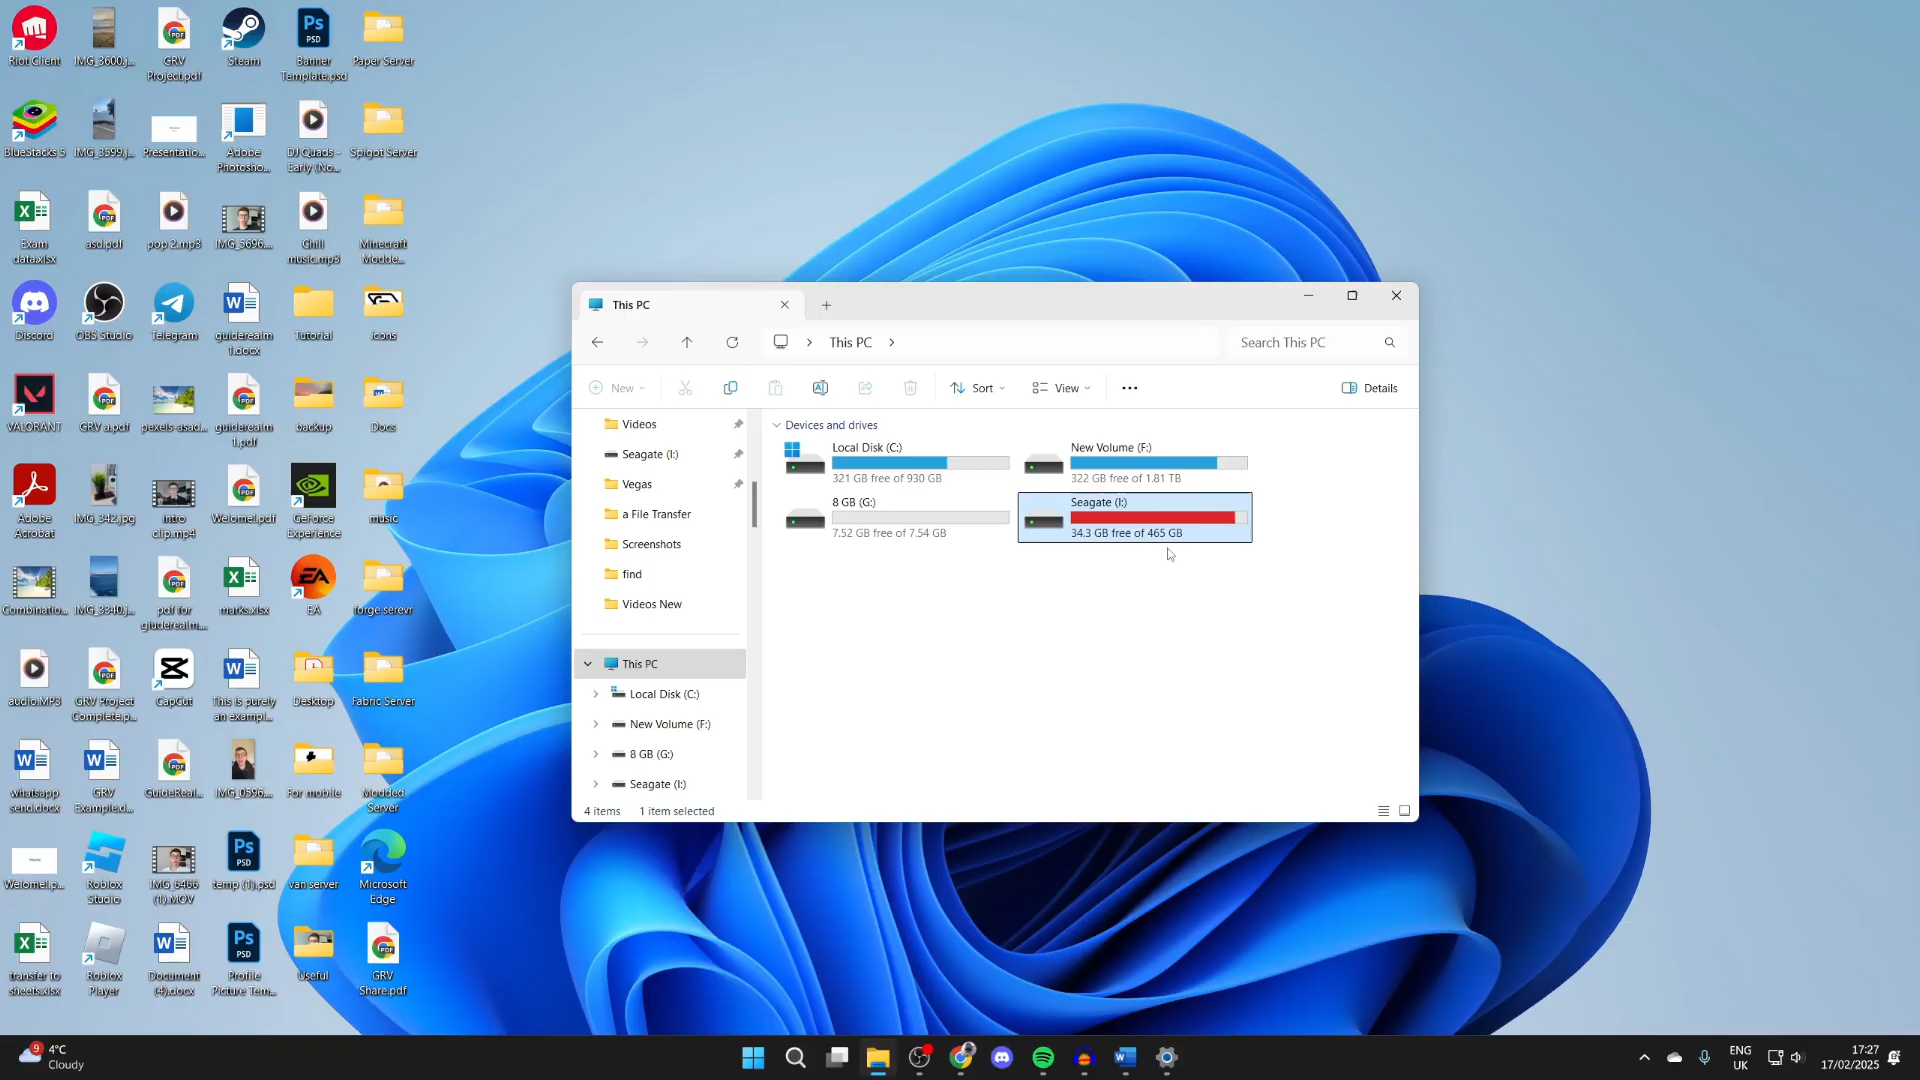 Riot Client
IMG_3600.j...
GRV
Project.pdf
Steam
Banner
Template.psd
Paper Server
BlueStacks 5
IMG_3599.j...
Presentatio...
Adobe
Photosho...
DJ Quads -
Early (No...
Spigot Server
Exam
data.xlsx
asd.pdf
pop 2.mp3
IMG_5696....
Chill
music.mp3
Minecraft
Modde...
Discord
OBS Studio
Telegram
guiderealm
1.docx
Tutorial
icons
VALORANT
GRV a.pdf
pexels-asad...
guiderealm
1.pdf
backup
Docs
Adobe
Acrobat
IMG_342.jpg
Intro
clip.mp4
Welomel.pdf
GeForce
Experience
music
Combinatio...
IMG_3340.jp...
pdf for
giuderealm...
marks.xlsx
EA
forge serevr
audio.MP3
GRV Project
Complete.p...
CapCut
This is purely
an exampl...
Desktop
Fabric Server
whatsapp
send.docx
GRV
Example.d...
GuideReal...
IMG_0596....
For mobile
Modded
Server
Welomel.p...
Roblox
Studio
IMG_6466
(1).MOV
temp (1).psd
van server
Microsoft
Edge
transfer to
sheets.xlsx
Roblox
Player
Document
(4).docx
Profile
Picture Tem...
Useful
GRV
Share.pdf
This PC
This PC
Search This PC
New
Sort
View
Details
Videos
Seagate (I:)
Vegas
a File Transfer
Screenshots
find
Videos New
This PC
Local Disk (C:)
New Volume (F:)
8 GB (G:)
Seagate (I:)
Devices and drives
Local Disk (C:)
321 GB free of 930 GB
New Volume (F:)
322 GB free of 1.81 TB
8 GB (G:)
7.52 GB free of 7.54 GB
Seagate (I:)
34.3 GB free of 465 GB
4 items
1 item selected
9
4°C
Cloudy
ENG
UK
17:27
17/02/2025